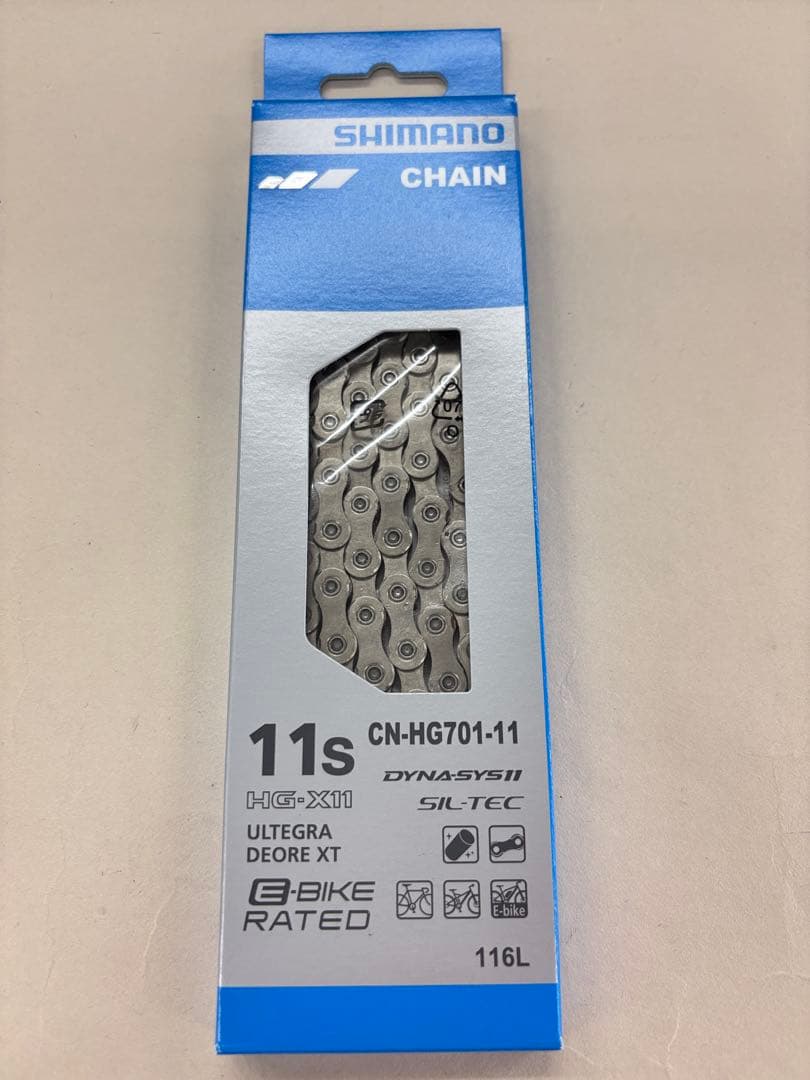 SHIMANO
CHAIN
11s
CN-HG701-11
DYNA-SYS11
HG-X11
SIL-TEC
ULTEGRA
DEORE XT
E-BIKE
RATED
E-bike
116L